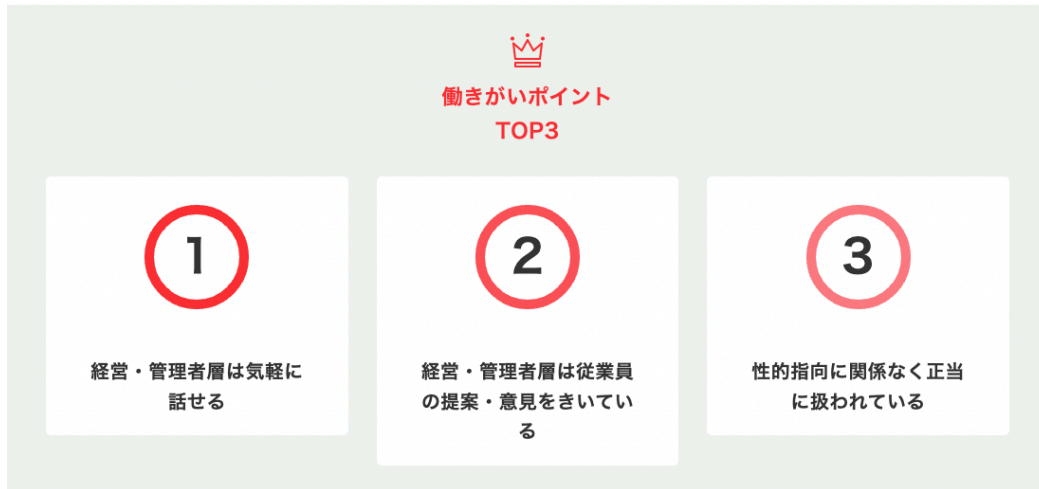 働きがいポイント
TOP3
1
経営・管理者層は気軽に
話せる
2
経営・管理者層は従業員
の提案・意見をきいてい
る
3
性的指向に関係なく正当
に扱われている